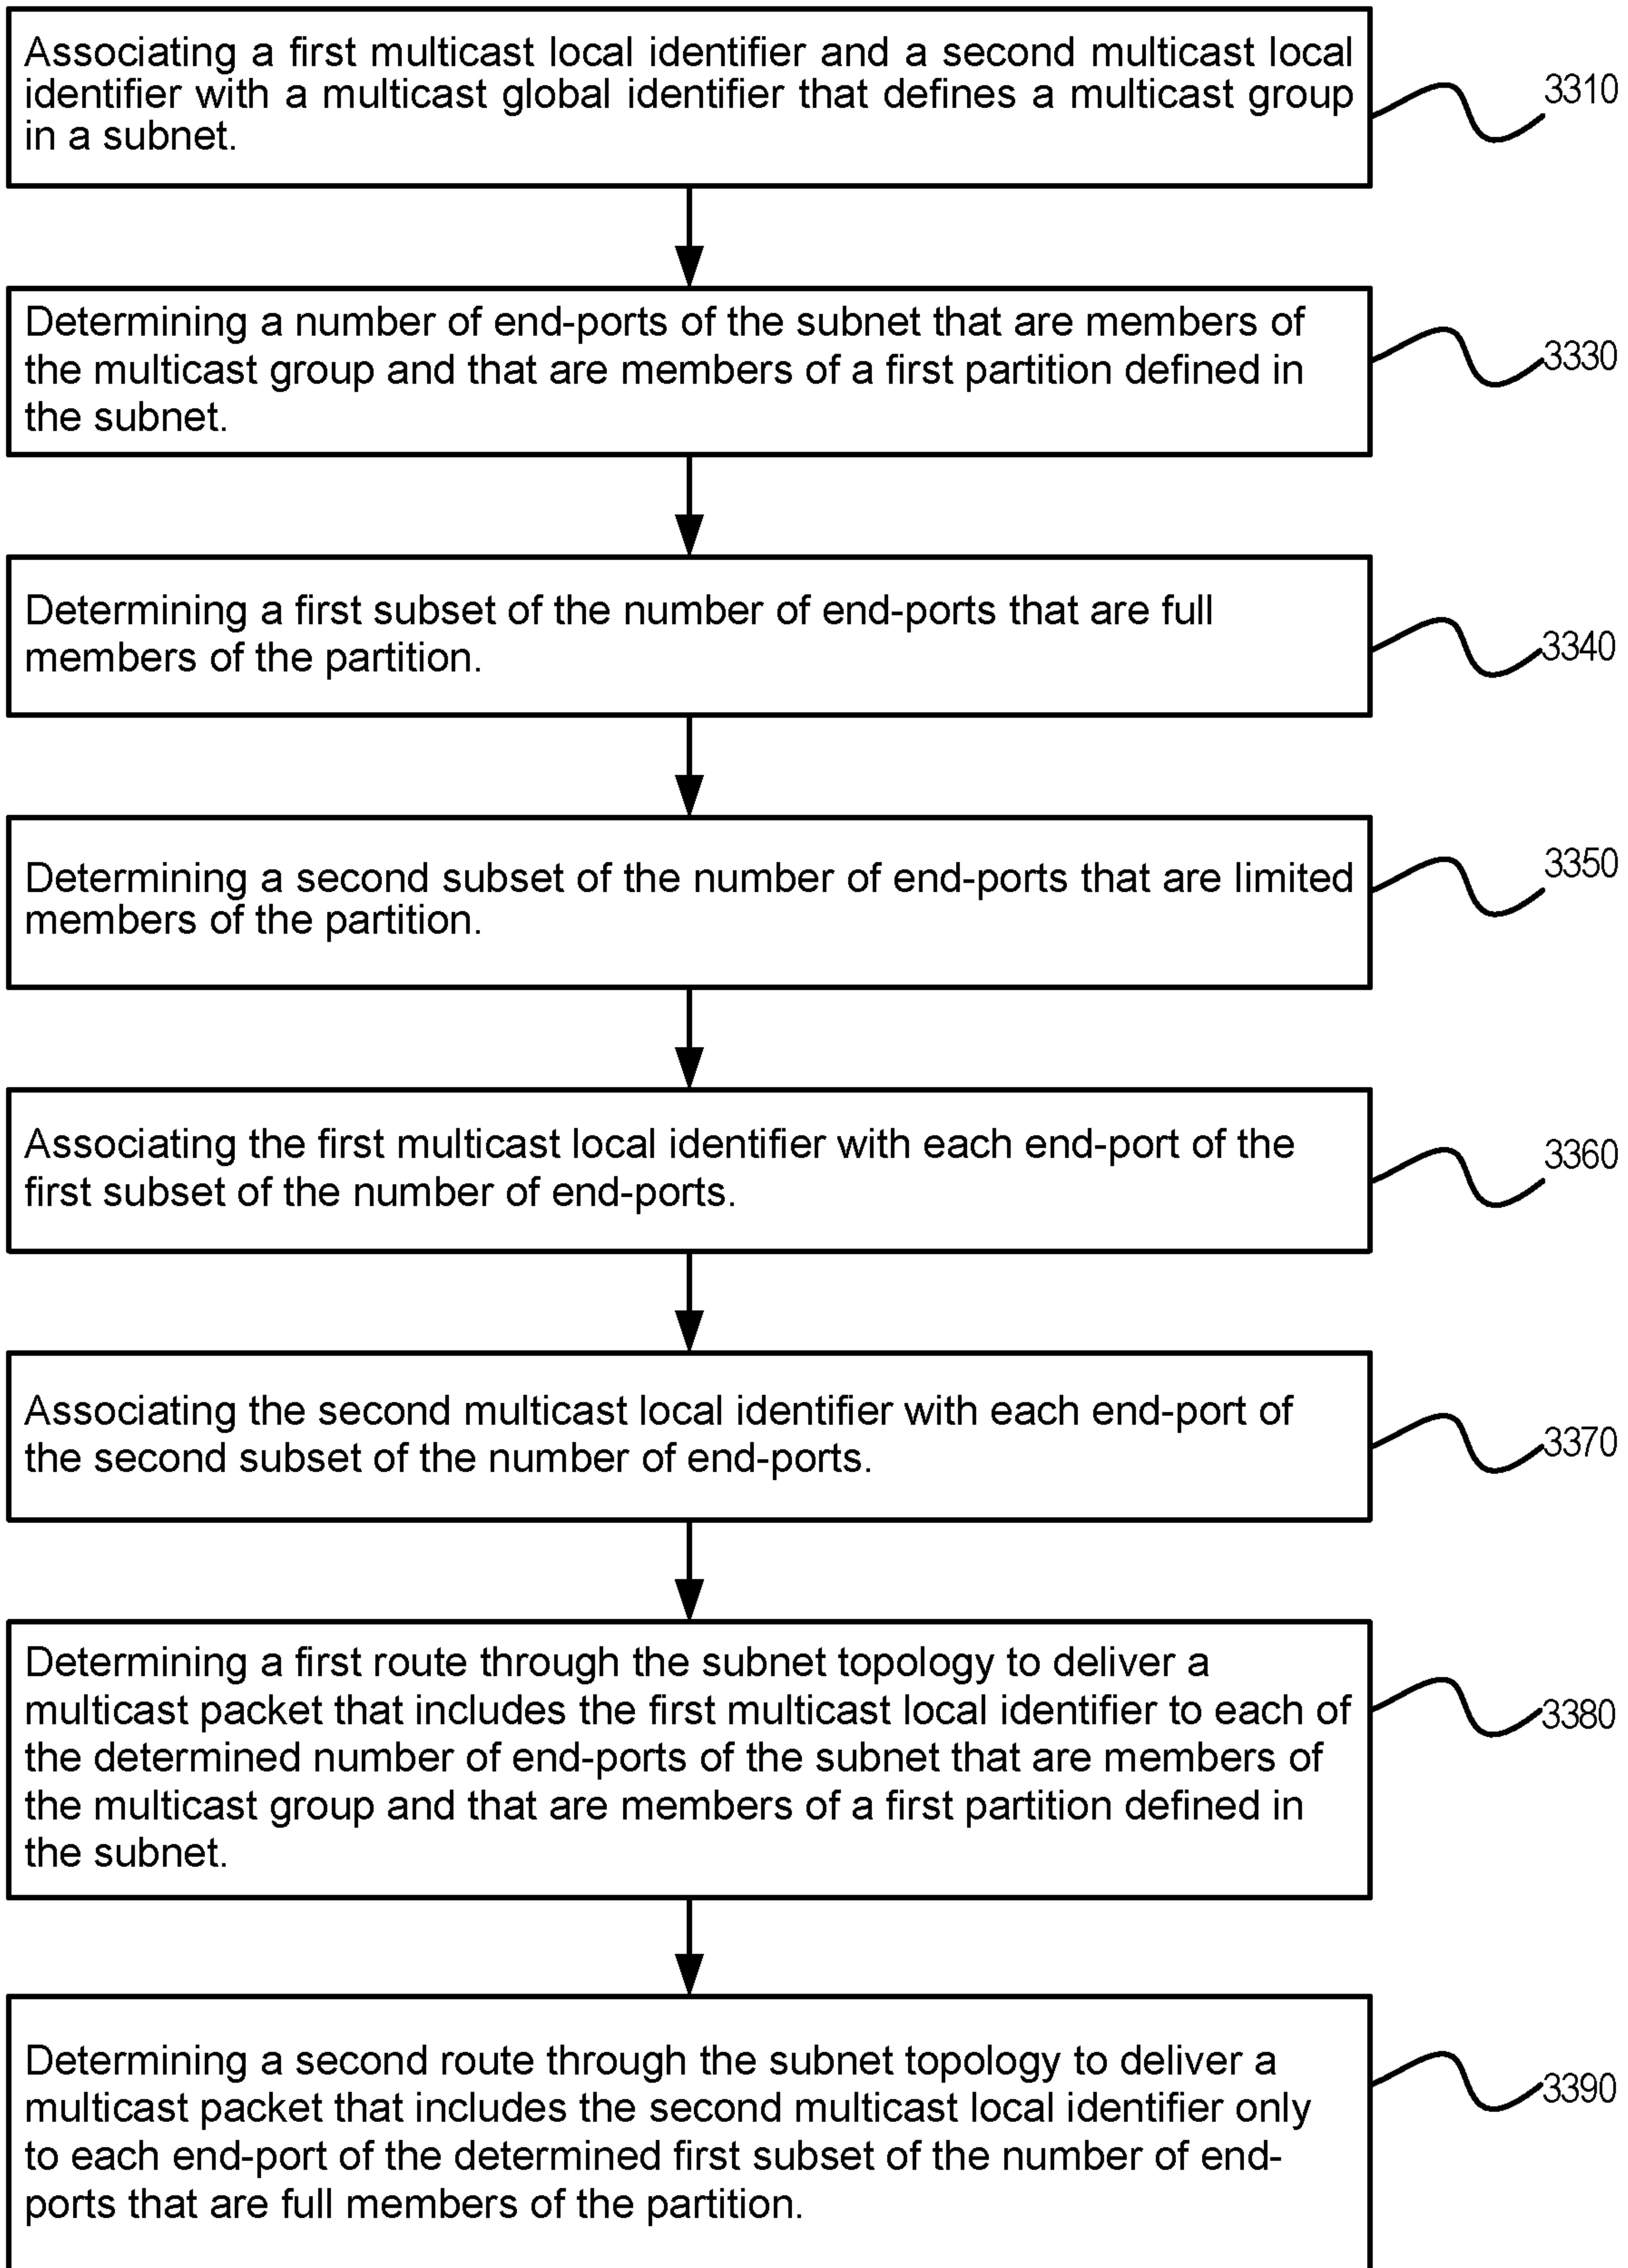 Associating a first multicast local identifier and a second multicast local
identifier with a multicast global identifier that defines a multicast group
in a subnet.
3310
Determining a number of end-ports of the subnet that are members of
the multicast group and that are members of a first partition defined in
the subnet.
3330
Determining a first subset of the number of end-ports that are full
members of the partition.
3340
Determining a second subset of the number of end-ports that are limited
members of the partition.
3350
Associating the first multicast local identifier with each end-port of the
first subset of the number of end-ports.
3360
Associating the second multicast local identifier with each end-port of
the second subset of the number of end-ports.
3370
Determining a first route through the subnet topology to deliver a
multicast packet that includes the first multicast local identifier to each of
the determined number of end-ports of the subnet that are members of
the multicast group and that are members of a first partition defined in
the subnet.
3380
Determining a second route through the subnet topology to deliver a
multicast packet that includes the second multicast local identifier only
to each end-port of the determined first subset of the number of end-
ports that are full members of the partition.
3390